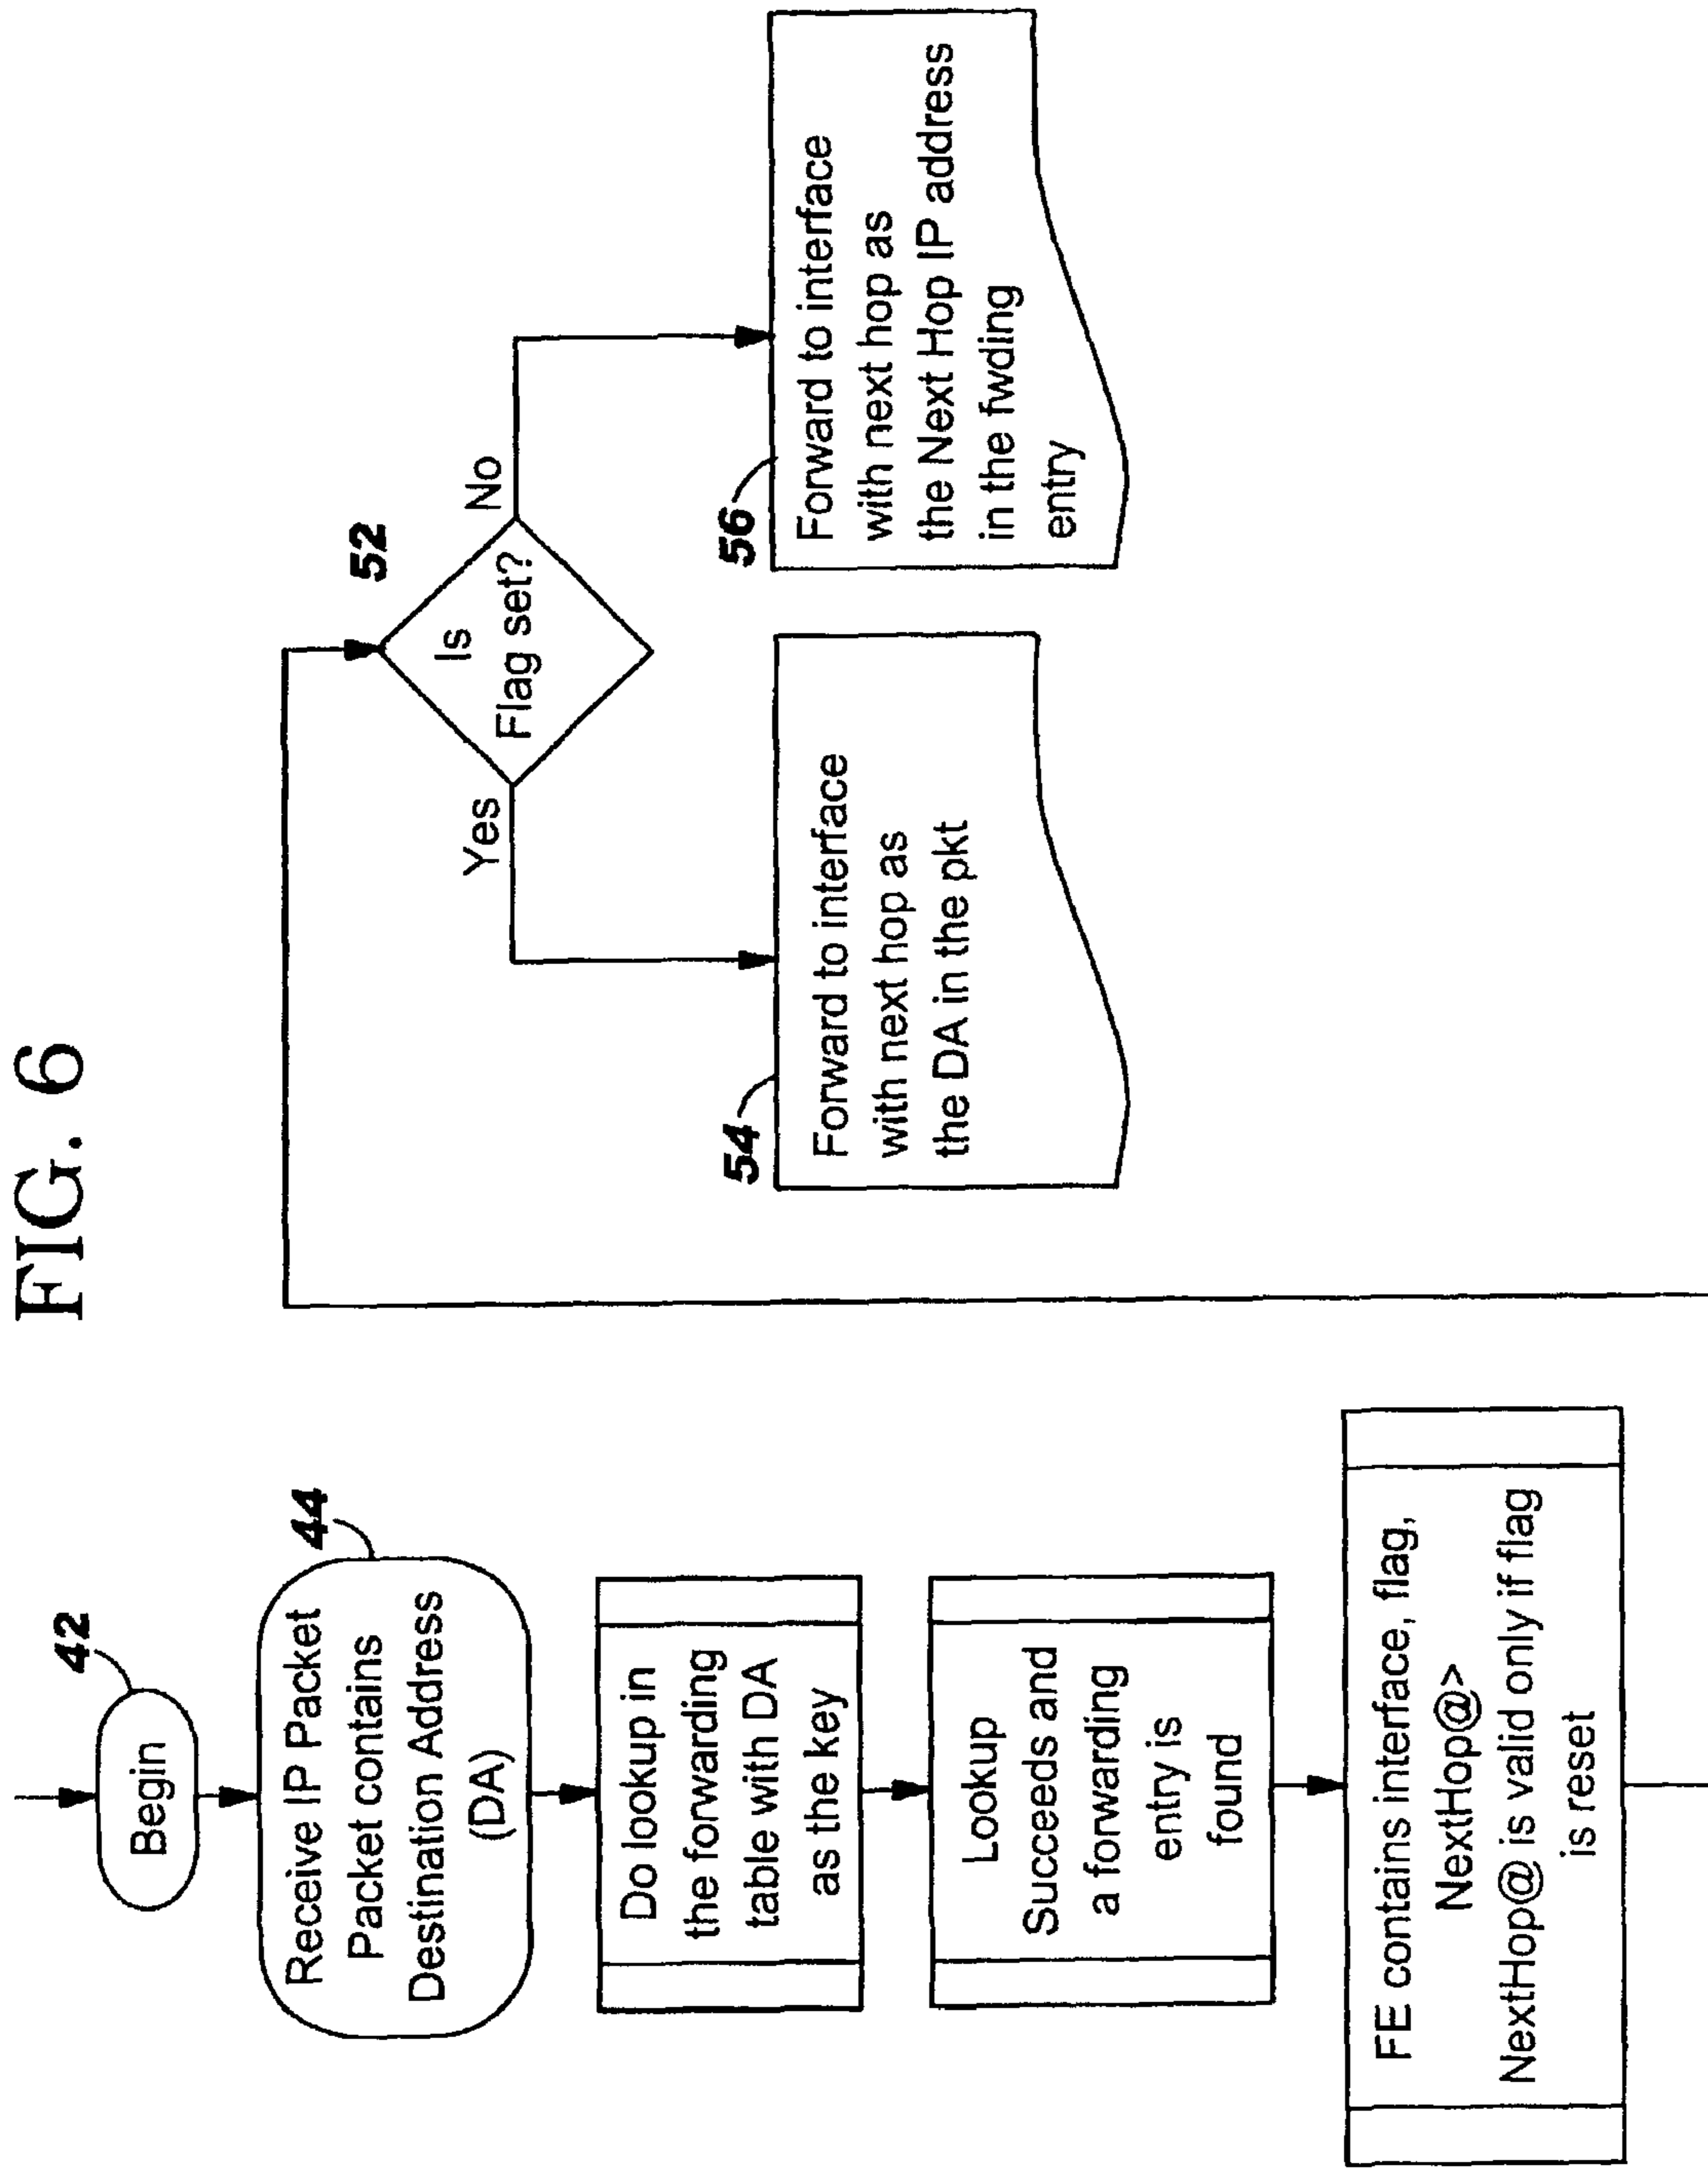 FIG. 6
42
Begin
44
Receive IP Packet
Packet contains
Destination Address
(DA)
Do lookup in
the forwarding
table with DA
as the key
Lookup
Succeeds and
a forwarding
entry is
found
FE contains interface, flag,
NextHop@>
NextHop@ is valid only if flag
is reset
52
Is
Flag set?
Yes
No
54
Forward to interface
with next hop as
the DA in the pkt
56
Forward to interface
with next hop as
the Next Hop IP address
in the fwding
entry